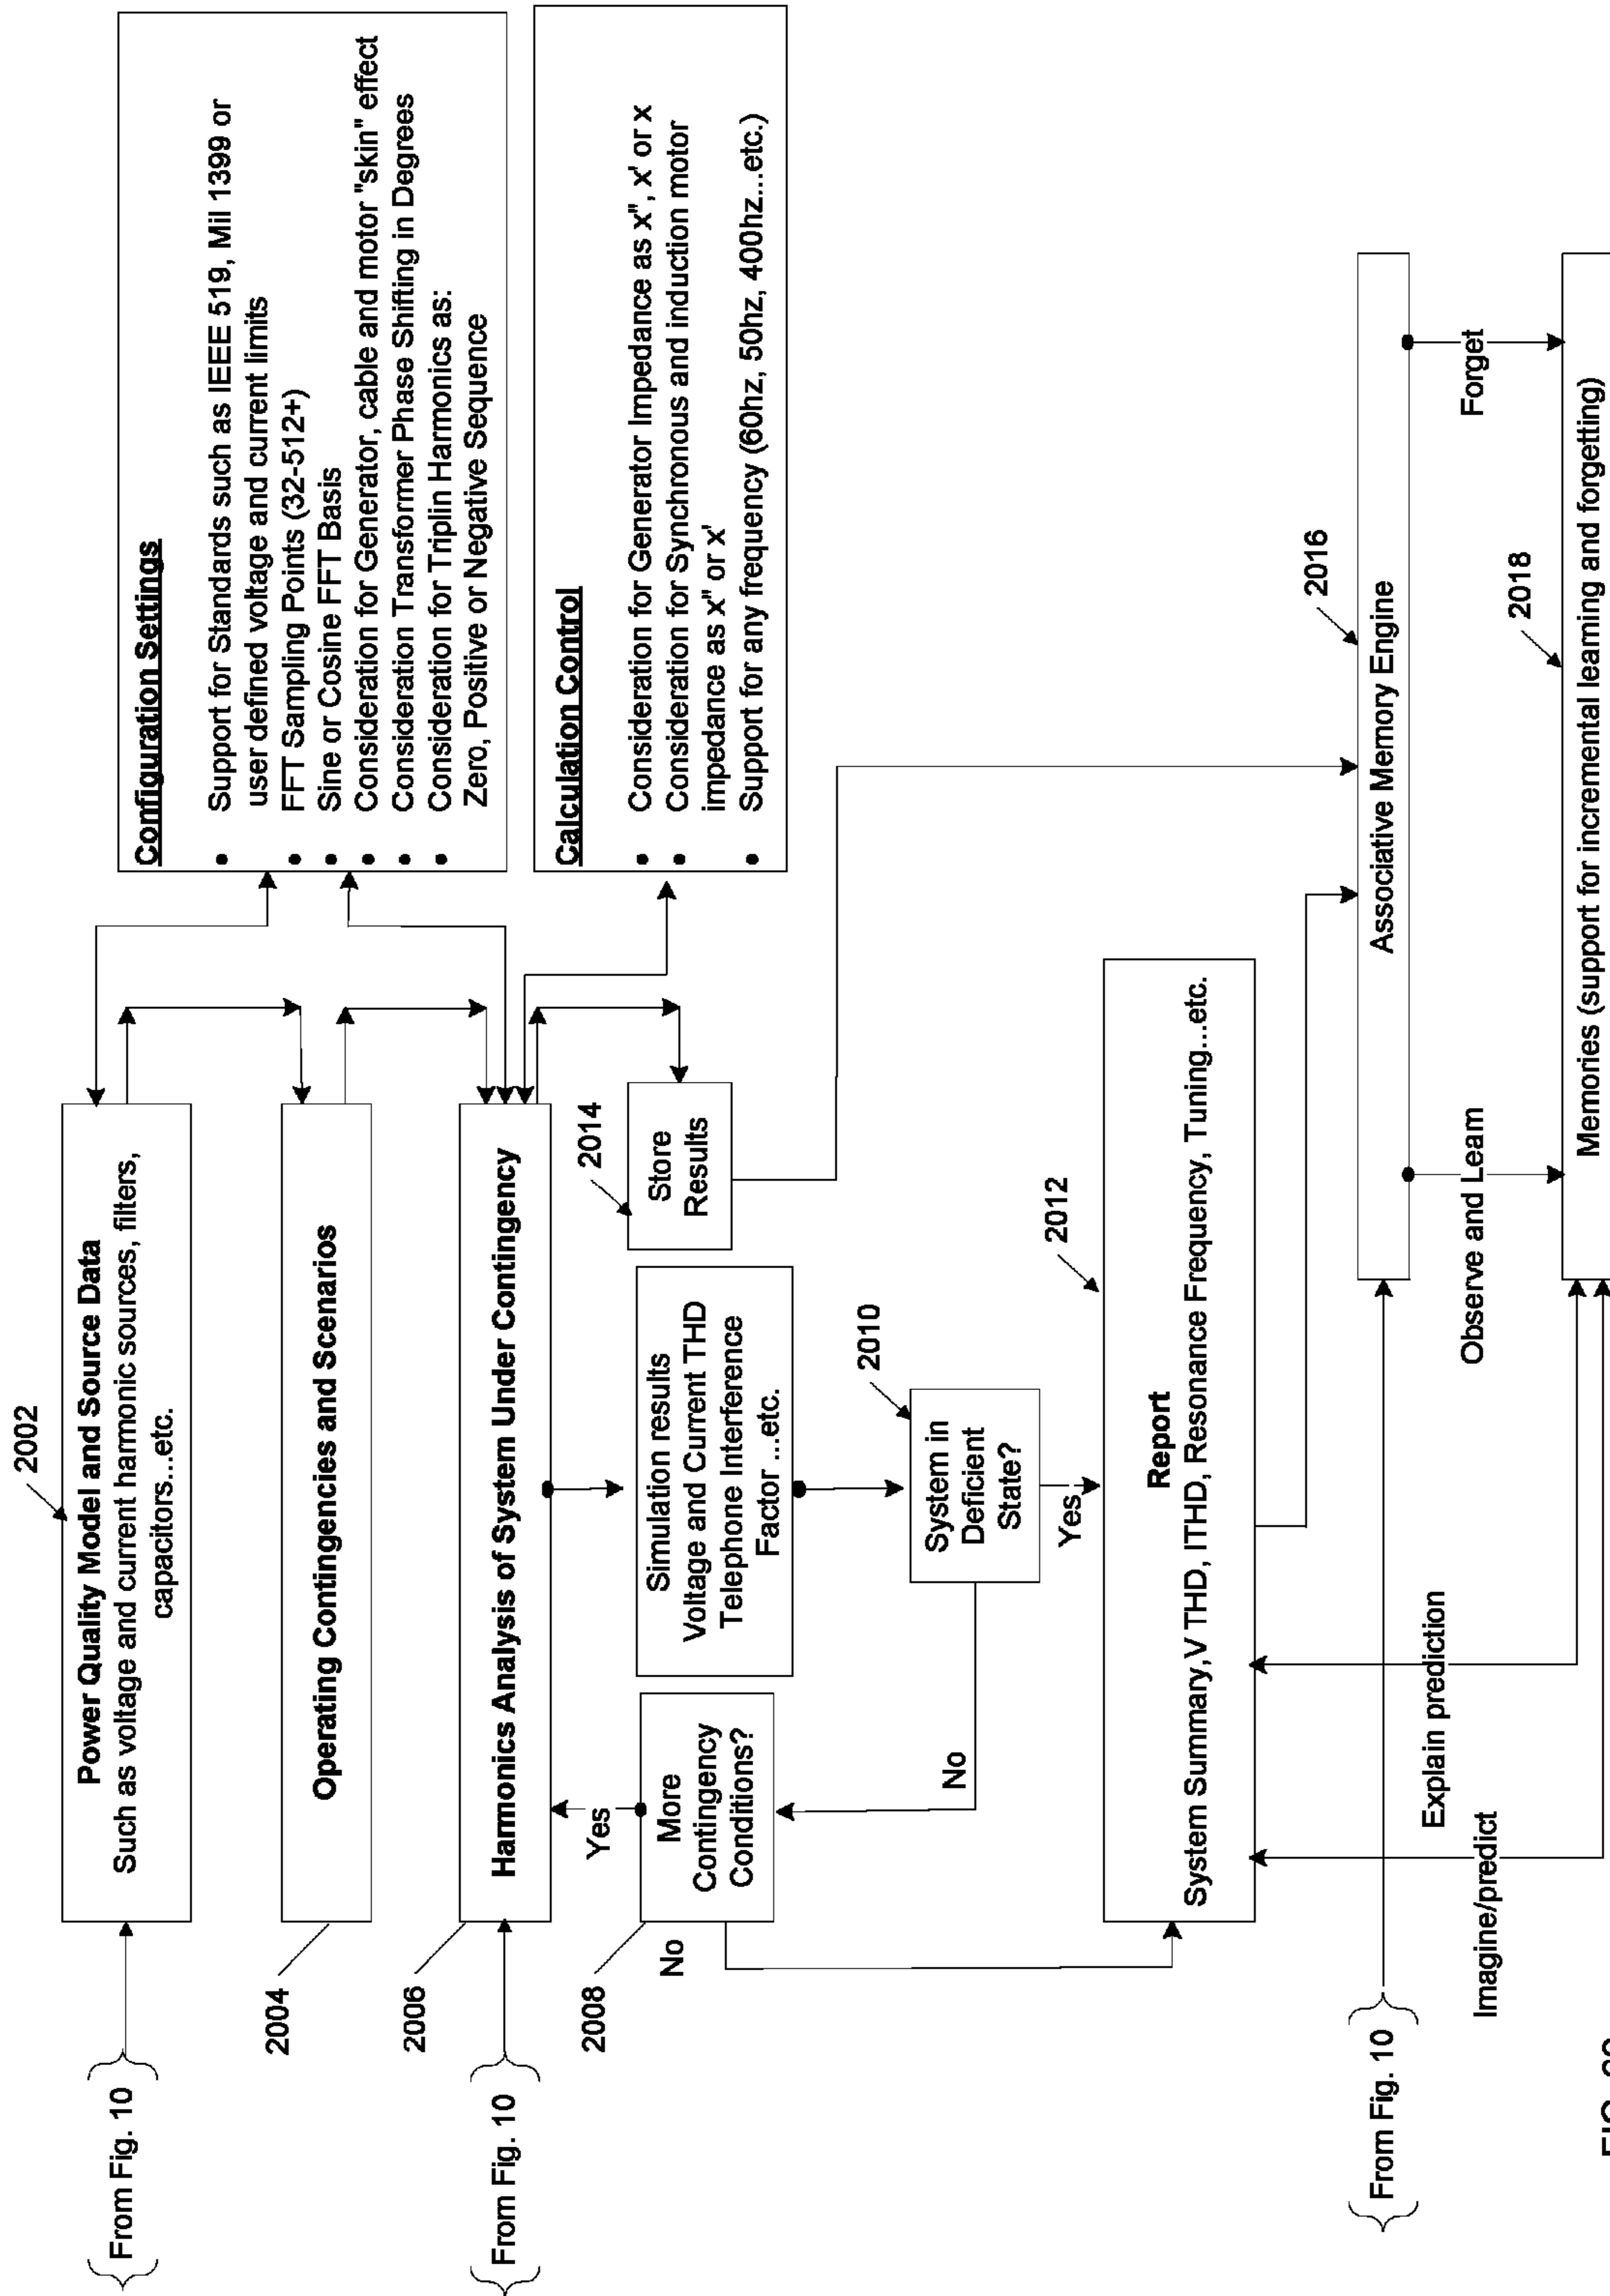 2002
Power Quality Model and Source Data
Such as voltage and current harmonic sources, filters,
capacitors...etc.
From Fig. 10
Configuration Settings
• Support for Standards such as IEEE 519, Mil 1399 or
user defined voltage and current limits
• FFT Sampling Points (32-512+)
• Sine or Cosine FFT Basis
• Consideration for Generator, cable and motor "skin" effect
• Consideration Transformer Phase Shifting in Degrees
• Consideration for Triplin Harmonics as:
Zero, Positive or Negative Sequence
2004
Operating Contingencies and Scenarios
2006
Harmonics Analysis of System Under Contingency
From Fig. 10
Calculation Control
• Consideration for Generator Impedance as x", x' or x
• Consideration for Synchronous and induction motor
impedance as x" or x'
• Support for any frequency (60hz, 50hz, 400hz...etc.)
2014
Store
Results
Simulation results
Voltage and Current THD
Telephone Interference
Factor ...etc.
Yes
2008
More
Contingency
Conditions?
No
2010
System in
Deficient
State?
No
Yes
2012
Report
System Summary,V THD, ITHD, Resonance Frequency, Tuning...etc.
2016
Associative Memory Engine
From Fig. 10
Explain prediction
Imagine/predict
Observe and Learn
Forget
2018
Memories (support for incremental learning and forgetting)